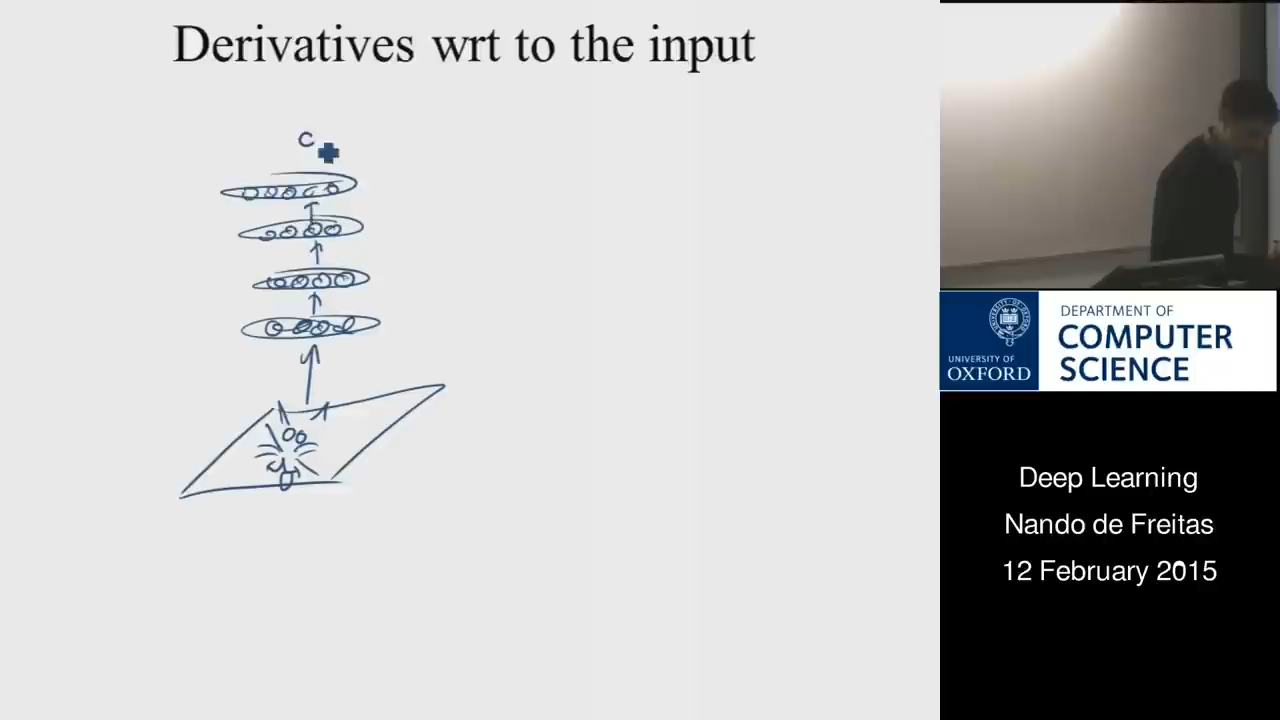 Derivatives wrt to the input
c
UNIVERSITY OF
OXFORD
DEPARTMENT OF
COMPUTER
SCIENCE
Deep Learning
Nando de Freitas
12 February 2015